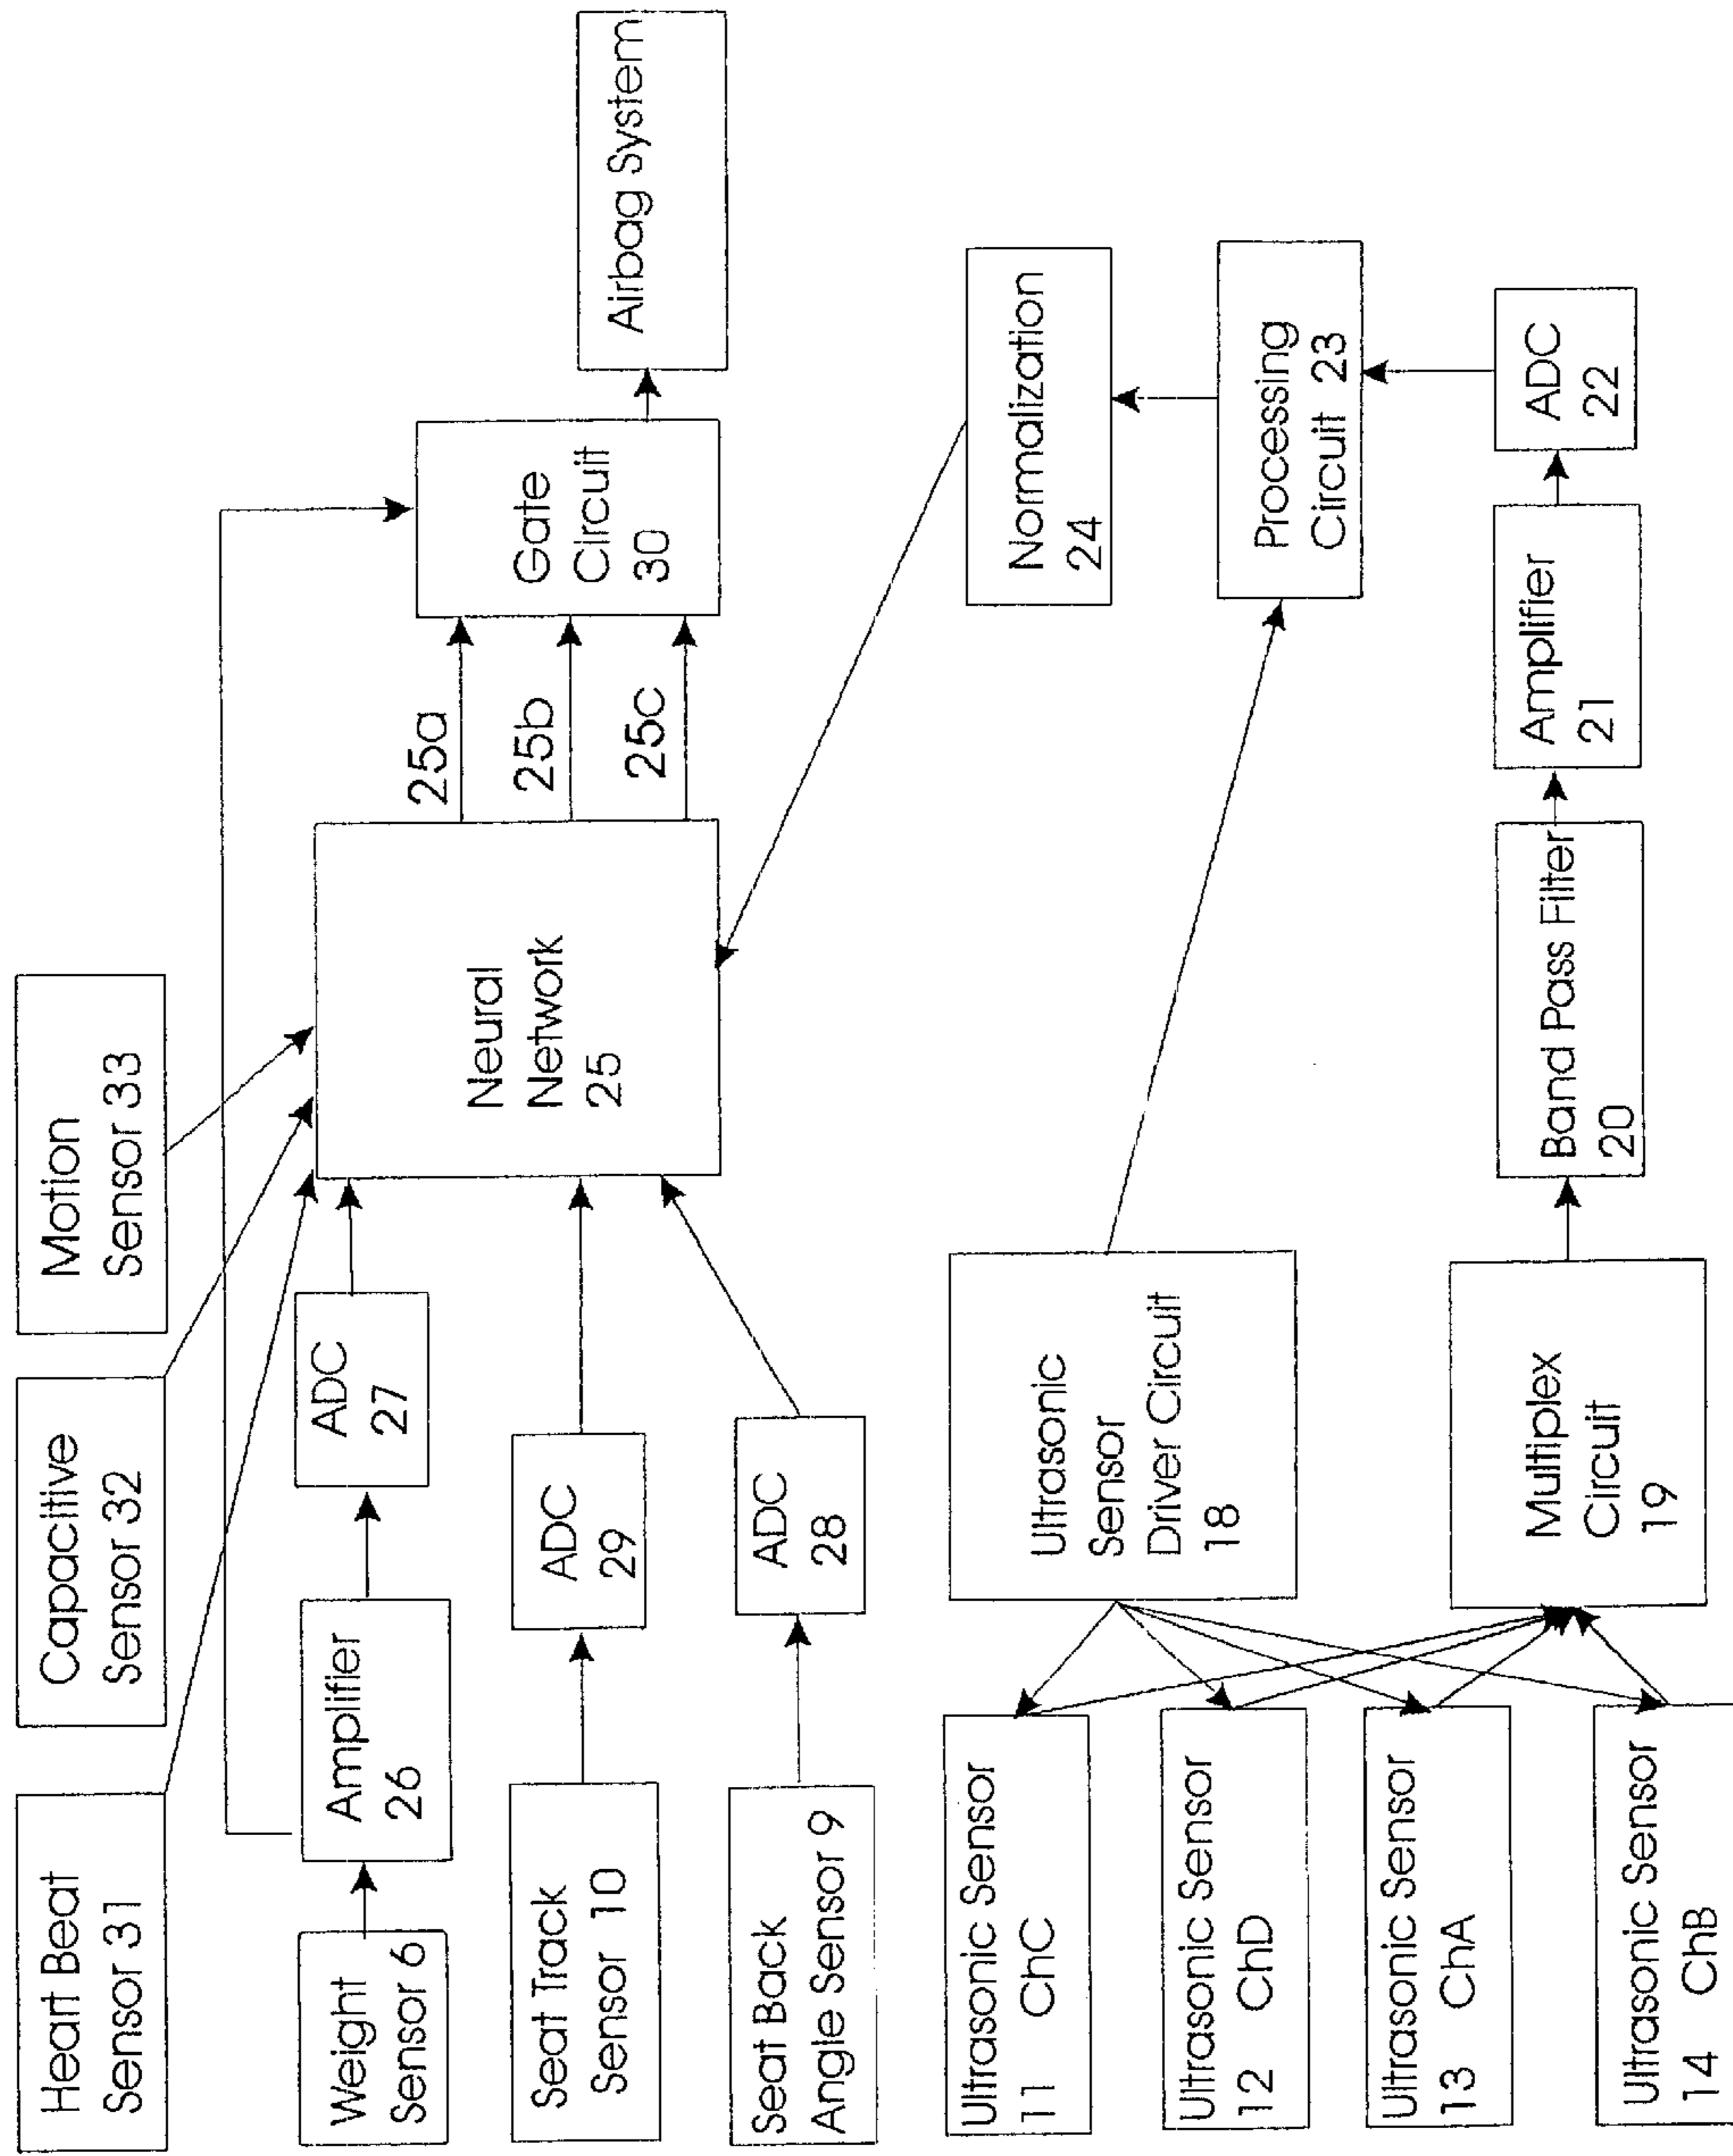 Heart Beat
Sensor 31
Capacitive
Sensor 32
Motion
Sensor 33
Weight
Sensor 6
Amplifier
26
ADC
27
Seat Track
Sensor 10
ADC
29
Seat Back
Angle Sensor 9
ADC
28
Neural
Network
25
25a
25b
25c
Gate
Circuit
30
Airbag System
Ultrasonic Sensor
11 ChC
Ultrasonic Sensor
12 ChD
Ultrasonic Sensor
13 ChA
Ultrasonic Sensor
14 ChB
Ultrasonic
Sensor
Driver Circuit
18
Multiplex
Circuit
19
Band Pass Filter
20
Amplifier
21
ADC
22
Processing
Circuit 23
Normalization
24